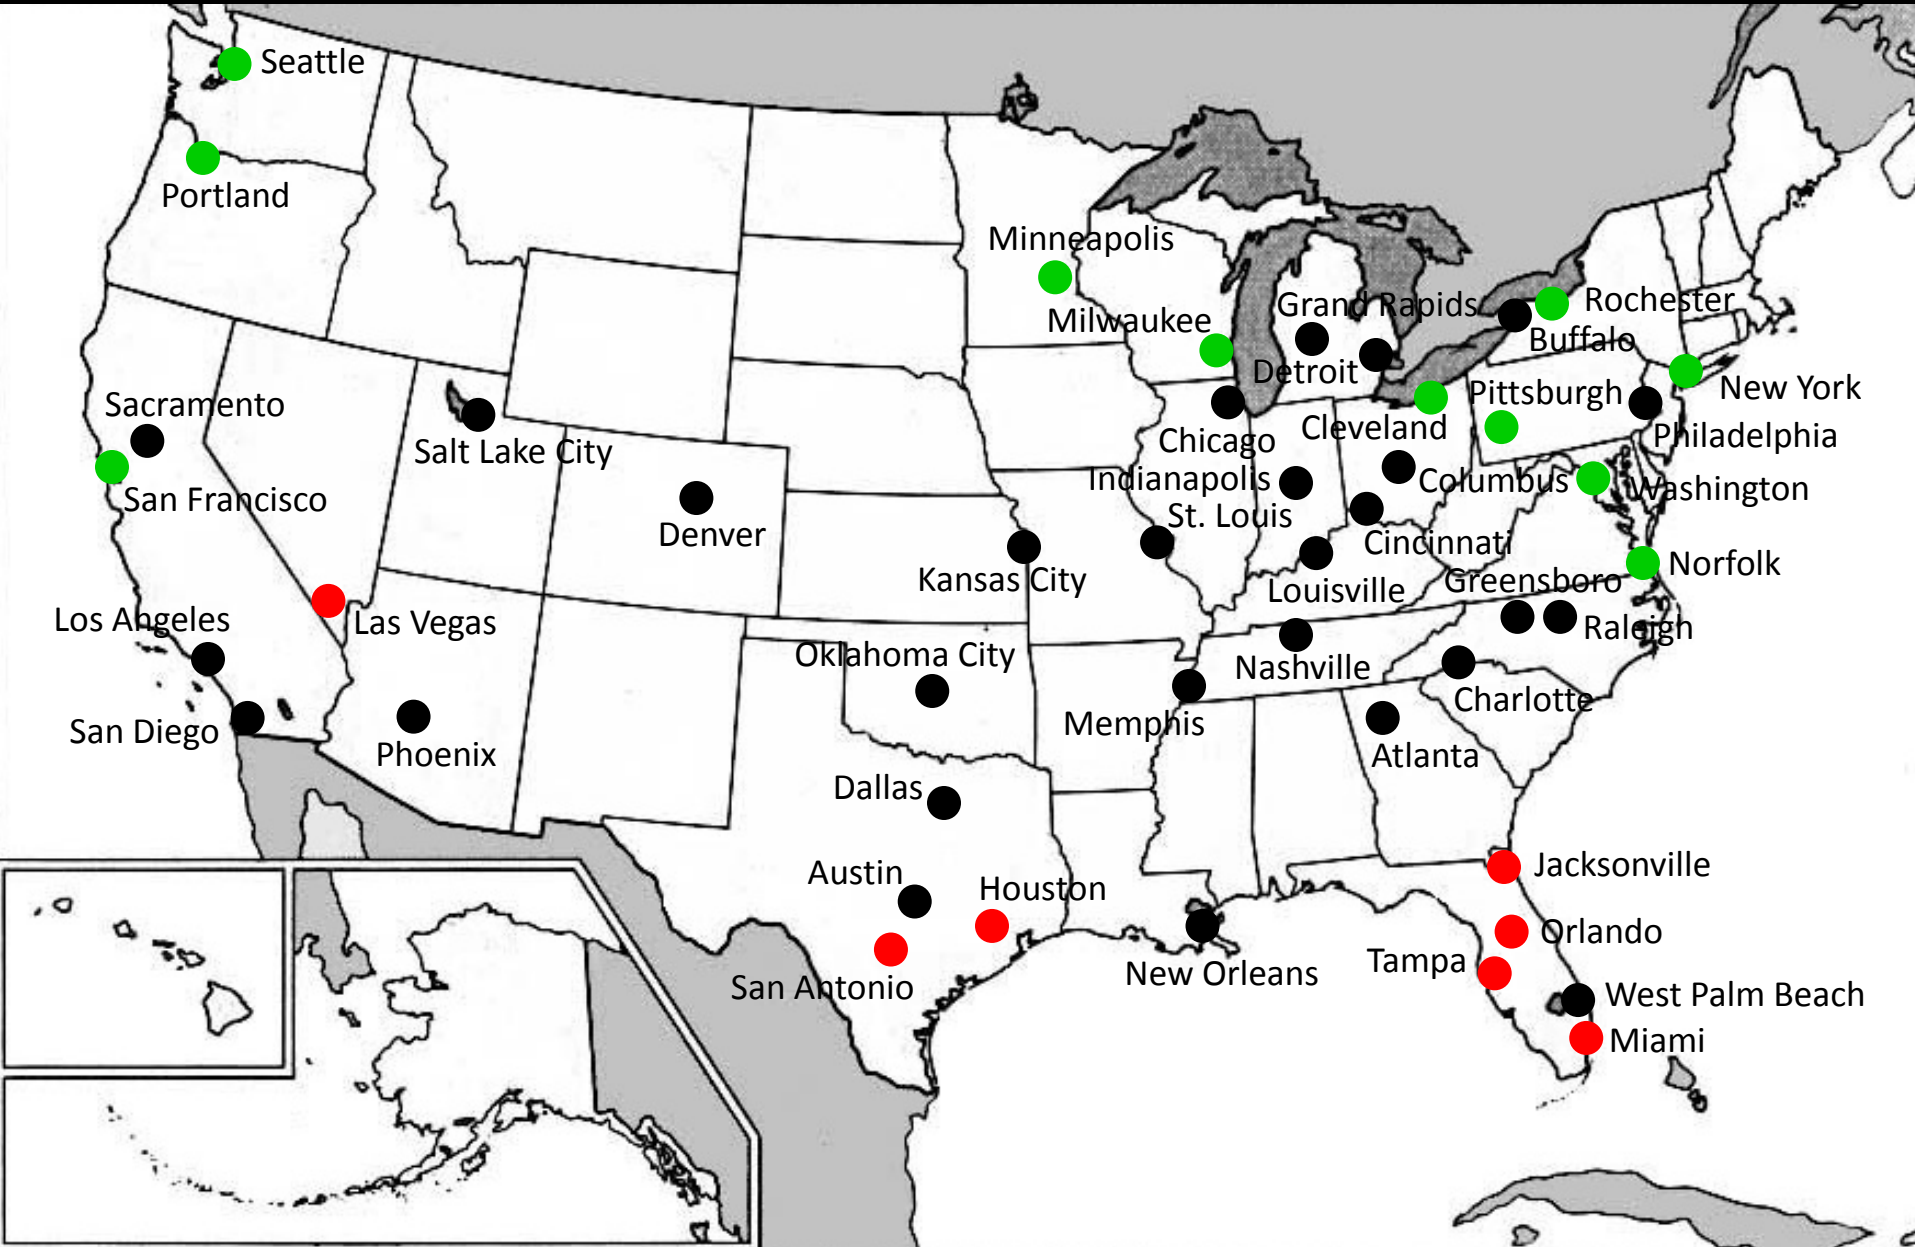 Seattle
Portland
Minneapolis
Grand Rapids
Rochester
Milwaukee
Buffalo
Detroit
Pittsburgh
New York
Sacramento
Cleveland
Chicago
Philadelphia
Salt Lake City
Indianapolis
Columbus
Washington
San Francisco
St. Louis
Denver
Cincinnati
Norfolk
Kansas City
Louisville
Greensboro
Los Angeles
Las Vegas
Raleigh
Oklahoma City
Nashville
Charlotte
San Diego
Memphis
Phoenix
Atlanta
Dallas
Austin
Houston
Jacksonville
Orlando
Tampa
New Orleans
San Antonio
West Palm Beach
Miami